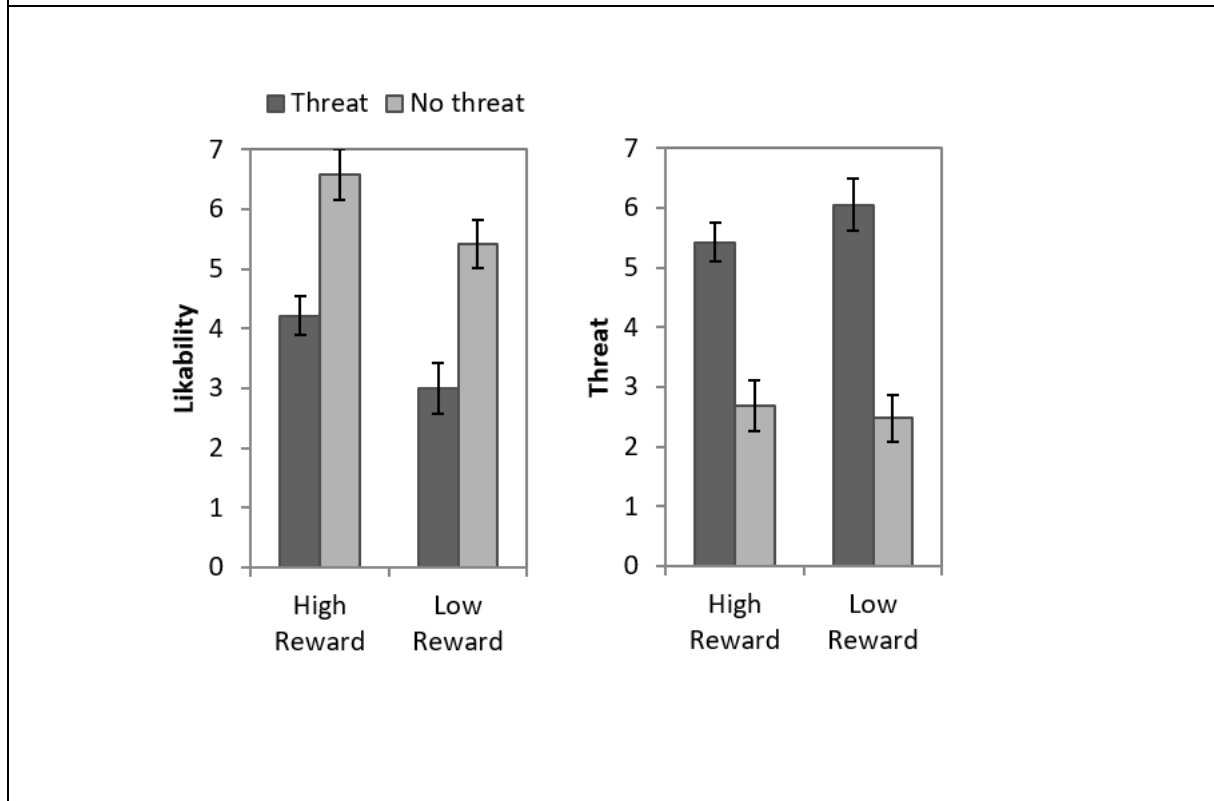 Threat No threat
7
6
5
4
3
2
1
0
Likability
High
Reward
Low
Reward
7
6
5
4
3
2
1
0
Threat
High
Reward
Low
Reward